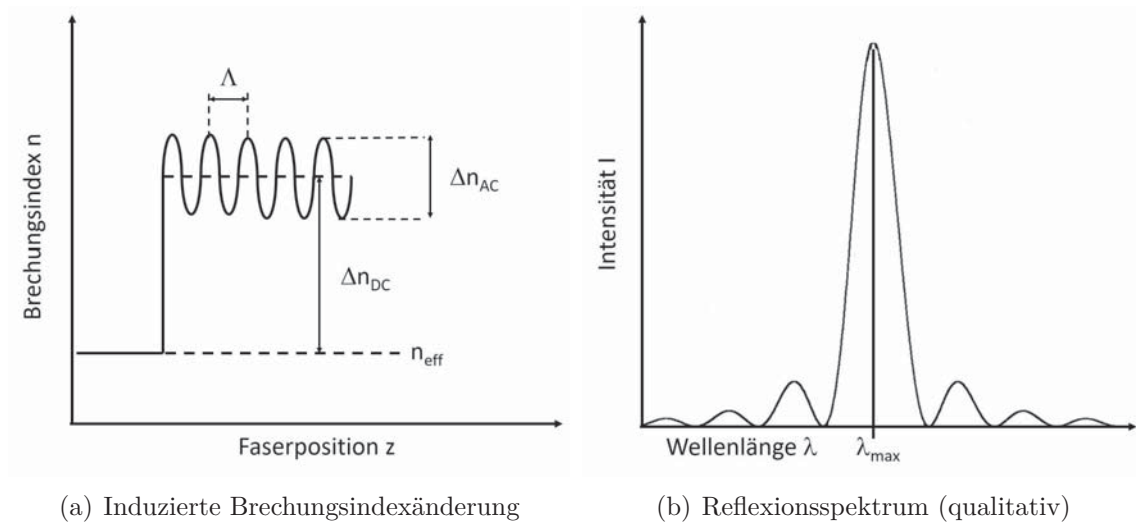 Brechungsindex n
Λ
Δn_AC
Δn_DC
n_eff
Faserposition z
(a) Induzierte Brechungsindexänderung
Intensität I
Wellenlänge λ
λ_max
(b) Reflexionsspektrum (qualitativ)